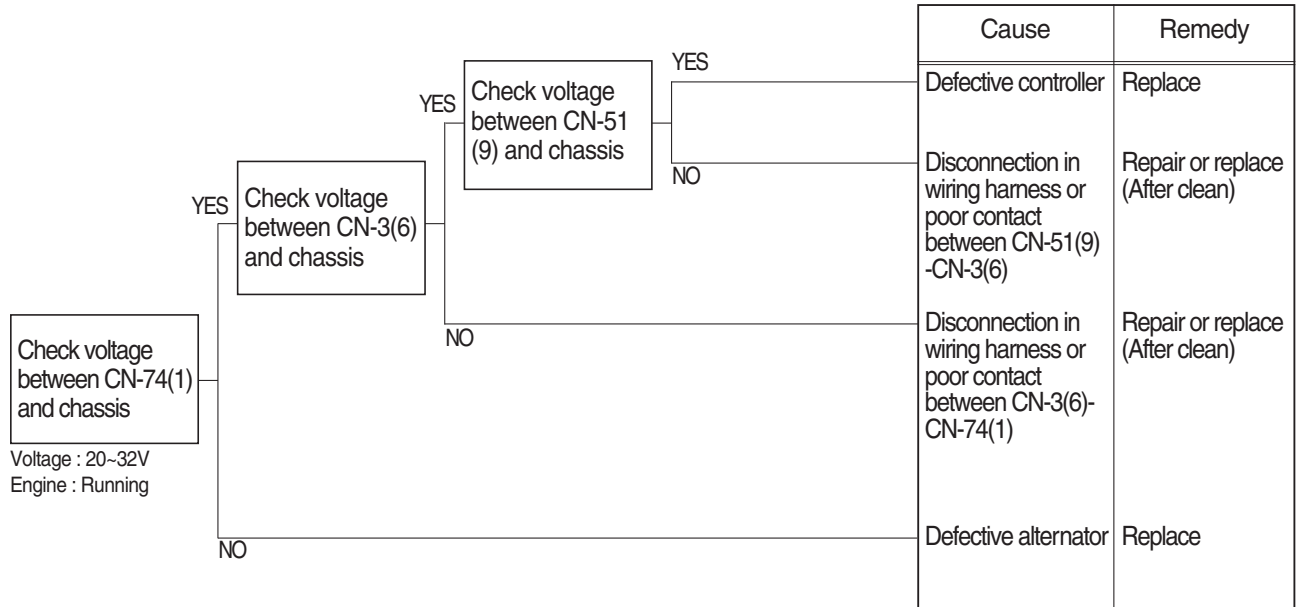 Cause
Remedy
YES
Defective controller
Replace
YES
Check voltage
between CN-51
(9) and chassis
NO
Disconnection in
wiring harness or
poor contact
between CN-51(9)
-CN-3(6)
Repair or replace
(After clean)
YES
Check voltage
between CN-3(6)
and chassis
NO
Disconnection in
wiring harness or
poor contact
between CN-3(6)-
CN-74(1)
Repair or replace
(After clean)
Check voltage
between CN-74(1)
and chassis
Voltage : 20~32V
Engine : Running
NO
Defective alternator
Replace